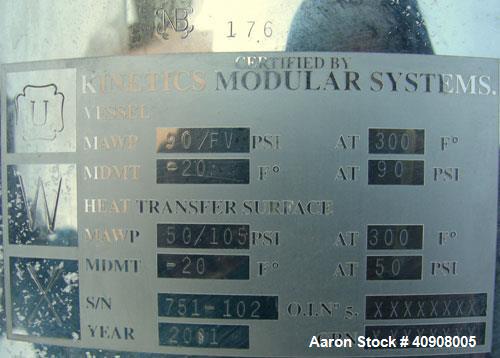 NB 176
CERTIFIED BY
U KINETICS MODULAR SYSTEMS.
VESSEL
MAWP 90/FV PSI AT 300 F°
MDMT -20 F° AT 90 PSI
W HEAT TRANSFER SURFACE
MAWP 50/105 PSI AT 300 F°
MDMT -20 F° AT 50 PSI
X S/N 751-102 O.I.Nº 5, XXXXXXXX
YEAR 2001 XXXXXXXX
Aaron Stock # 40908005